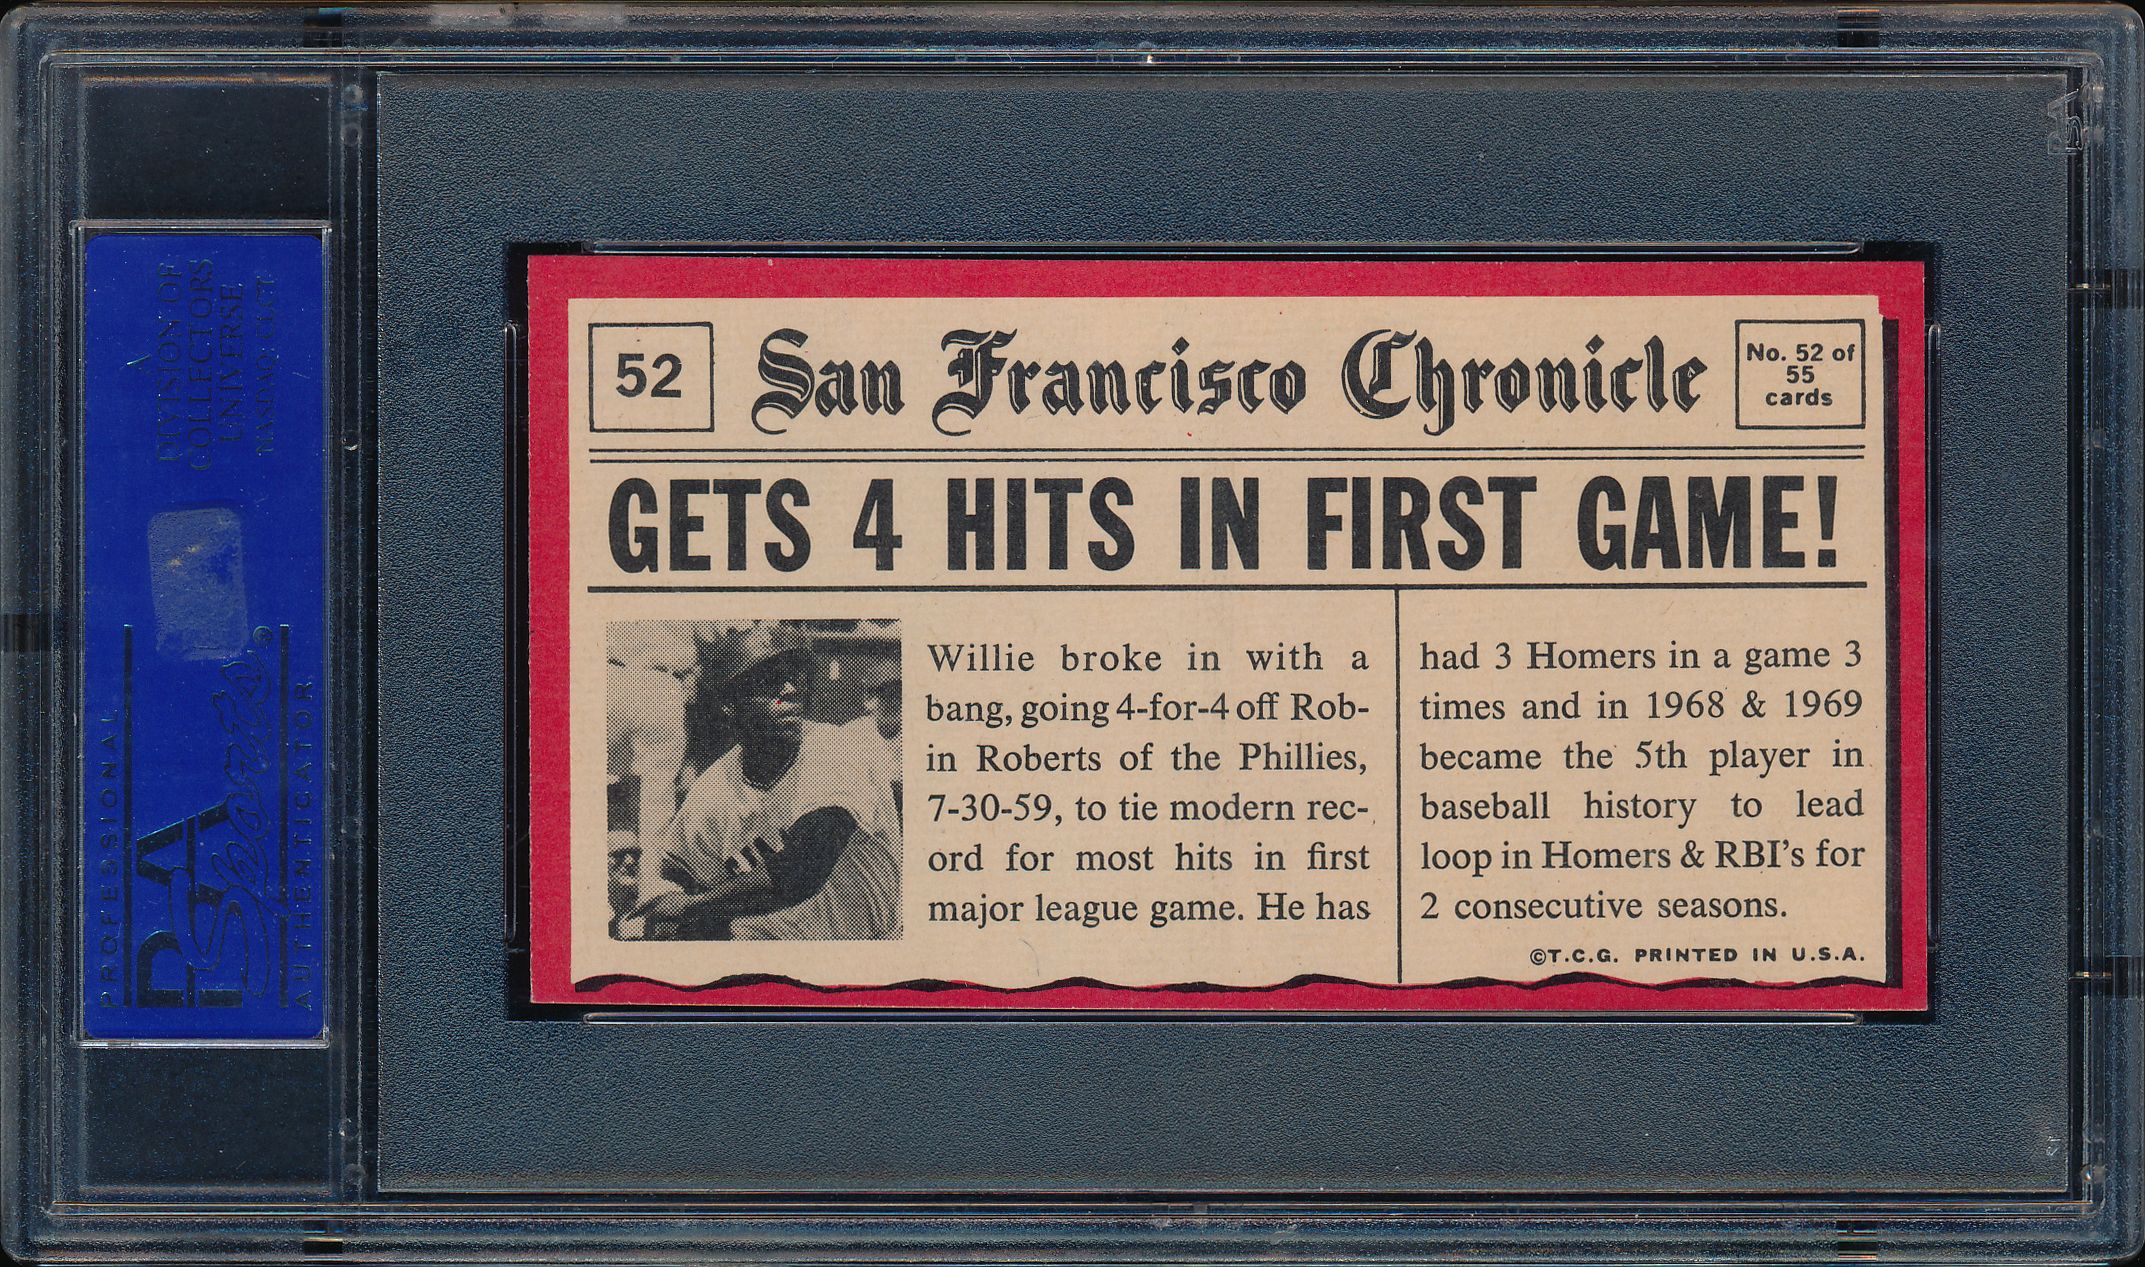 52
San Francisco Chronicle
No. 52 of
55
cards
GETS 4 HITS IN FIRST GAME!
Willie broke in with a
bang, going 4-for-4 off Rob-
in Roberts of the Phillies,
7-30-59, to tie modern rec-
ord for most hits in first
major league game. He has
had 3 Homers in a game 3
times and in 1968 & 1969
became the 5th player in
baseball history to lead
loop in Homers & RBI's for
2 consecutive seasons.
©T.C.G. PRINTED IN U.S.A.
PROFESSIONAL
PSA
Sports
AUTHENTICATOR
DIVISION OF
COLLECTORS
UNIVERSE
NASDAQ: CLCT
PSA